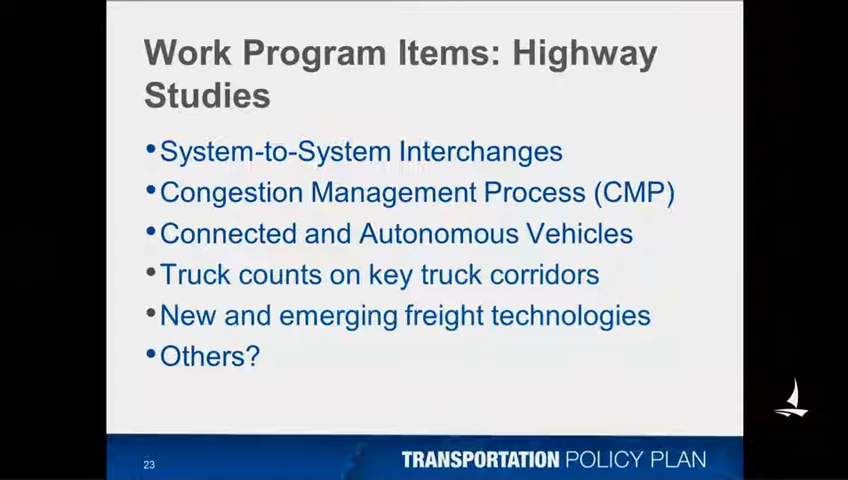 Work Program Items: Highway
Studies
•System-to-System Interchanges
•Congestion Management Process (CMP)
•Connected and Autonomous Vehicles
•Truck counts on key truck corridors
•New and emerging freight technologies
•Others?
23
TRANSPORTATION POLICY PLAN